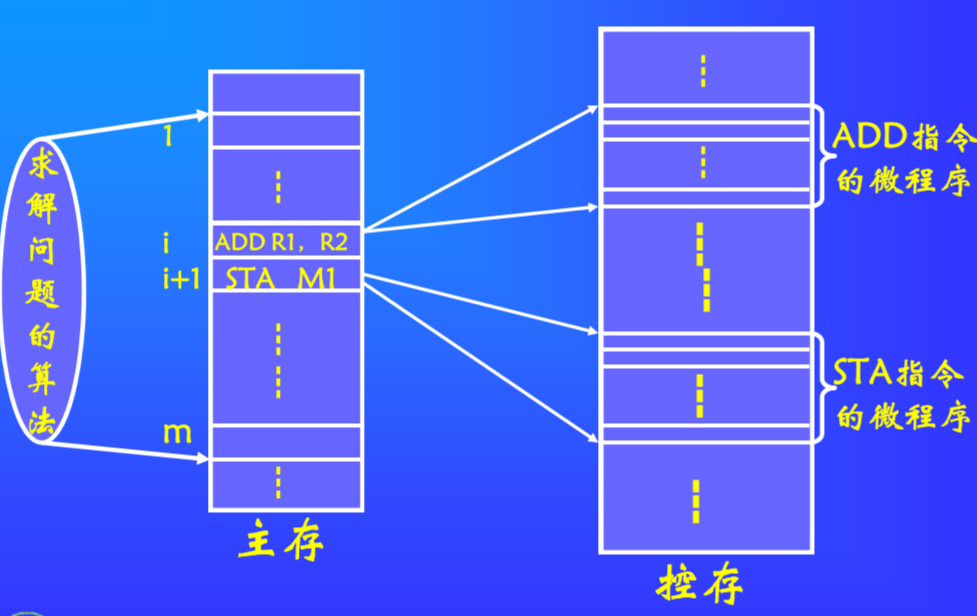 求解问题的算法
1
i
ADD R1，R2
i+1
STA M1
m
主存
ADD指令
的微程序
STA指令
的微程序
控存